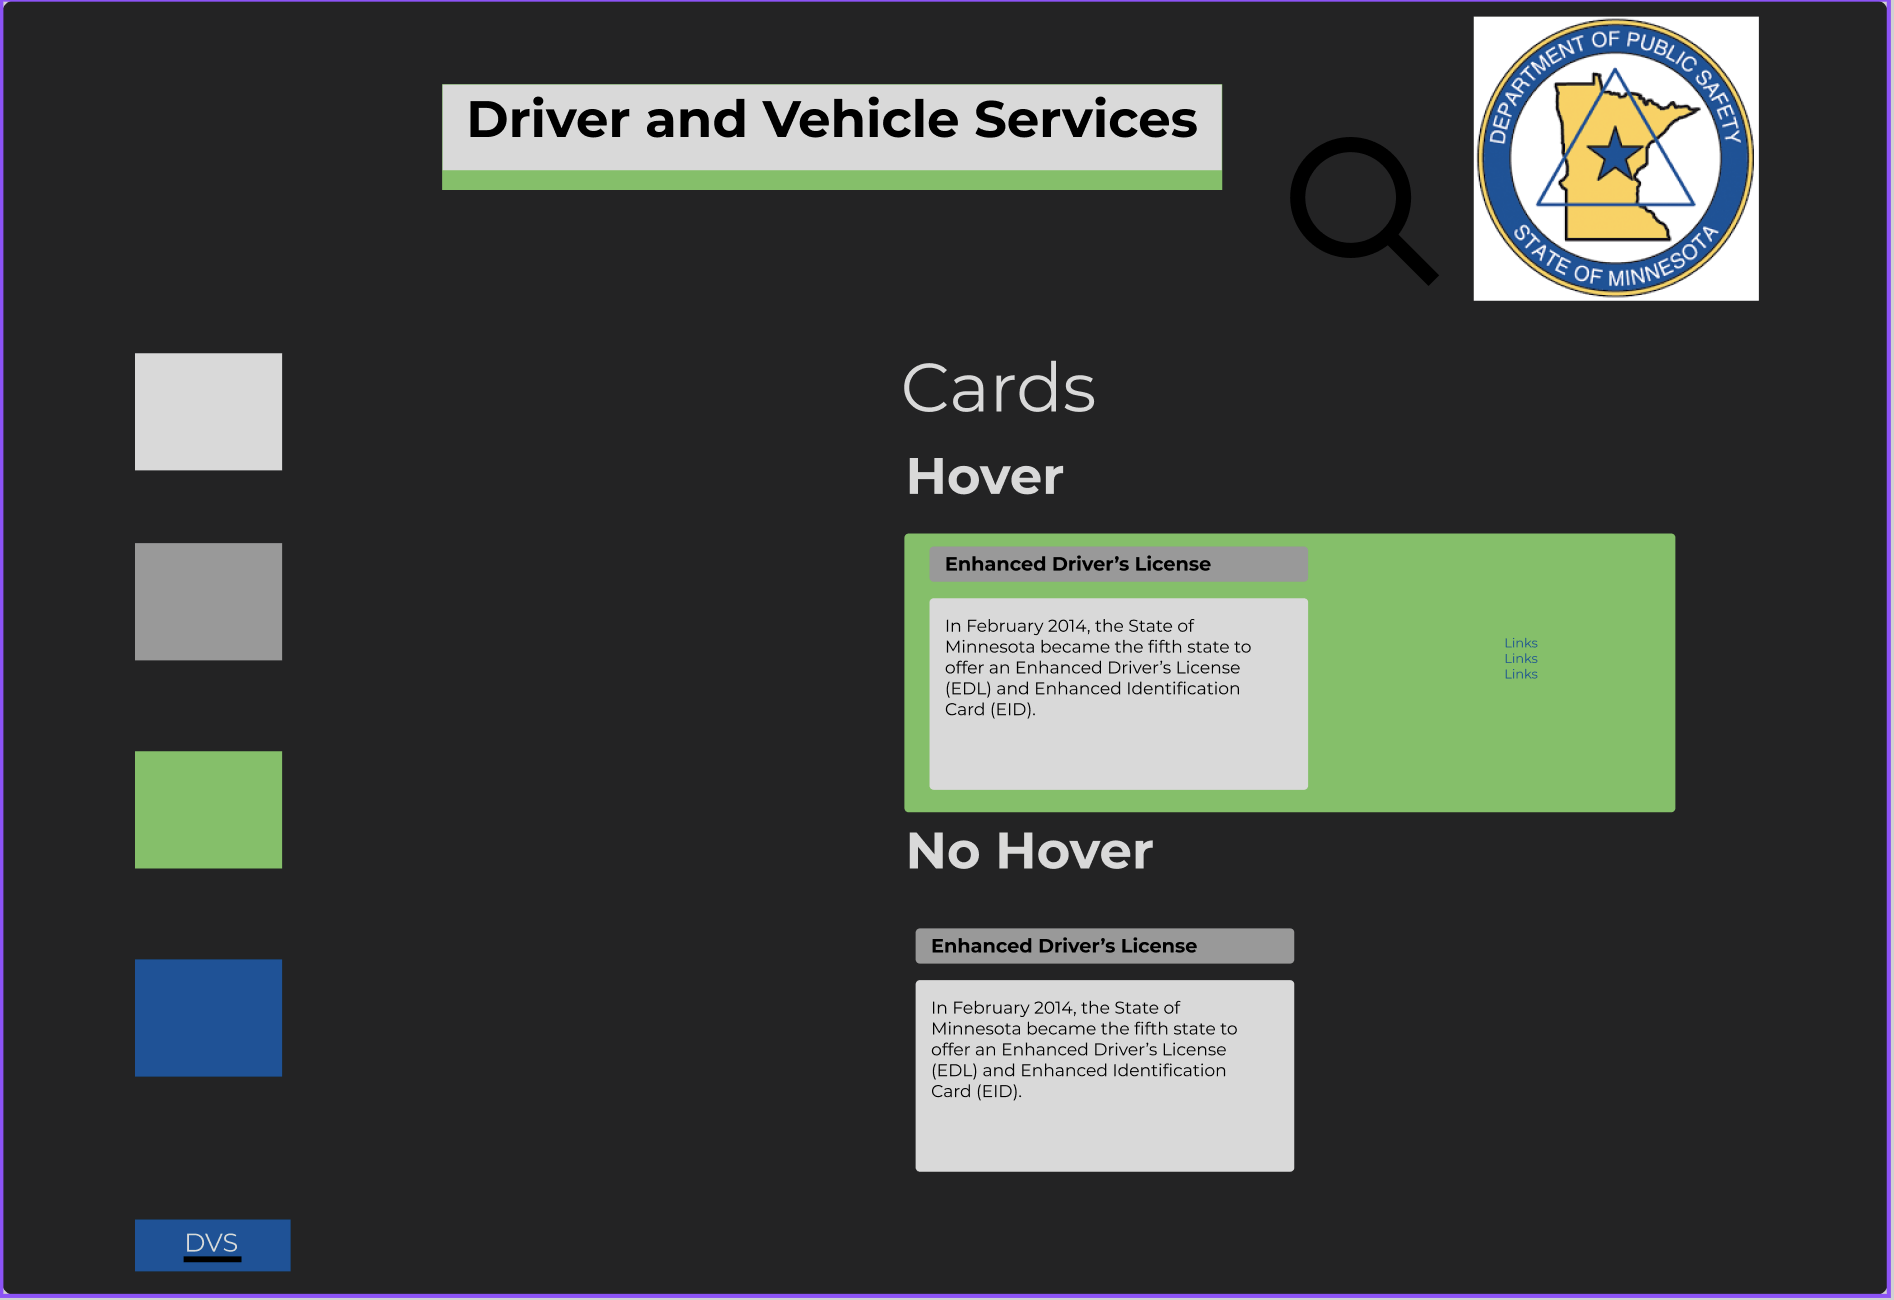 Driver and Vehicle Services
DEPARTMENT OF PUBLIC SAFETY
STATE OF MINNESOTA
Cards
Hover
Enhanced Driver’s License
In February 2014, the State of
Minnesota became the fifth state to
offer an Enhanced Driver’s License
(EDL) and Enhanced Identification
Card (EID).
Links
Links
Links
No Hover
Enhanced Driver’s License
In February 2014, the State of
Minnesota became the fifth state to
offer an Enhanced Driver’s License
(EDL) and Enhanced Identification
Card (EID).
DVS